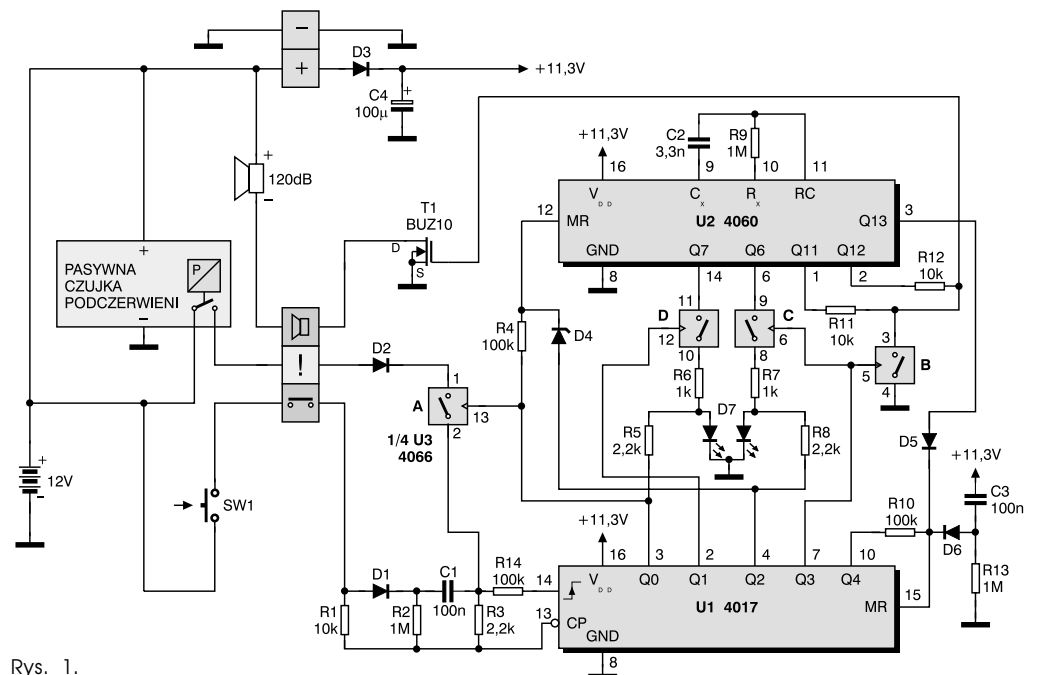 −
+
D3
+11,3V
+
C4
100µ
+
120dB
−
T1
BUZ10
D
S
+
PASYWNA
CZUJKA
PODCZERWIENI
P
−
!
D2
A
1
13
2
1/4 U3
4066
+
12V
−
SW1
+11,3V
16
C2
3,3n
9
R9
1M
10
11
12
MR
VDD
Cx
Rx
RC
U2 4060
Q13
3
GND
Q7
Q6
Q11
Q12
8
14
6
1
2
R12
10k
R11
10k
R4
100k
D4
D
11
12
10
9
C
6
8
3
5
B
4
R6
1k
R7
1k
D7
R5
2,2k
R8
2,2k
D5
+11,3V
C3
100n
R10
100k
D6
R13
1M
+11,3V
16
3
2
4
7
10
D1
C1
100n
R14
100k
14
13
R1
10k
R2
1M
R3
2,2k
VDD
Q0
Q1
Q2
Q3
Q4
U1 4017
MR
15
CP
GND
8
Rys. 1.